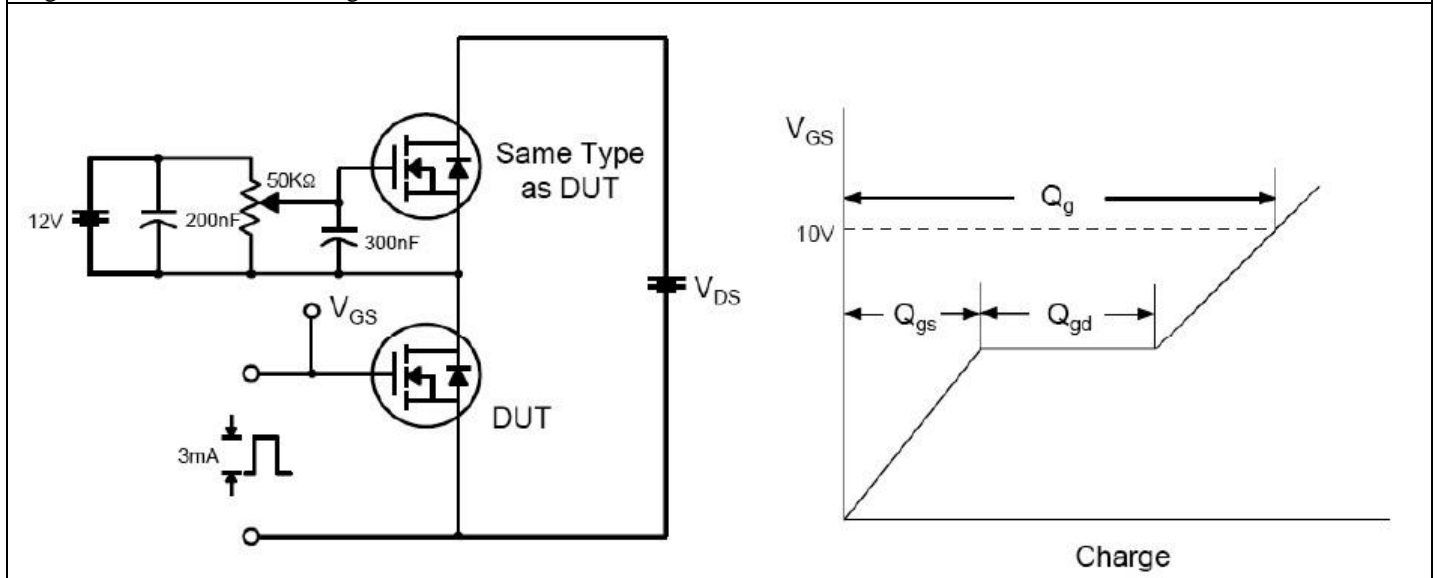 Same Type
as DUT
50KΩ
12V
200nF
300nF
V_GS
V_DS
DUT
3mA
V_GS
Q_g
10V
Q_gs
Q_gd
Charge